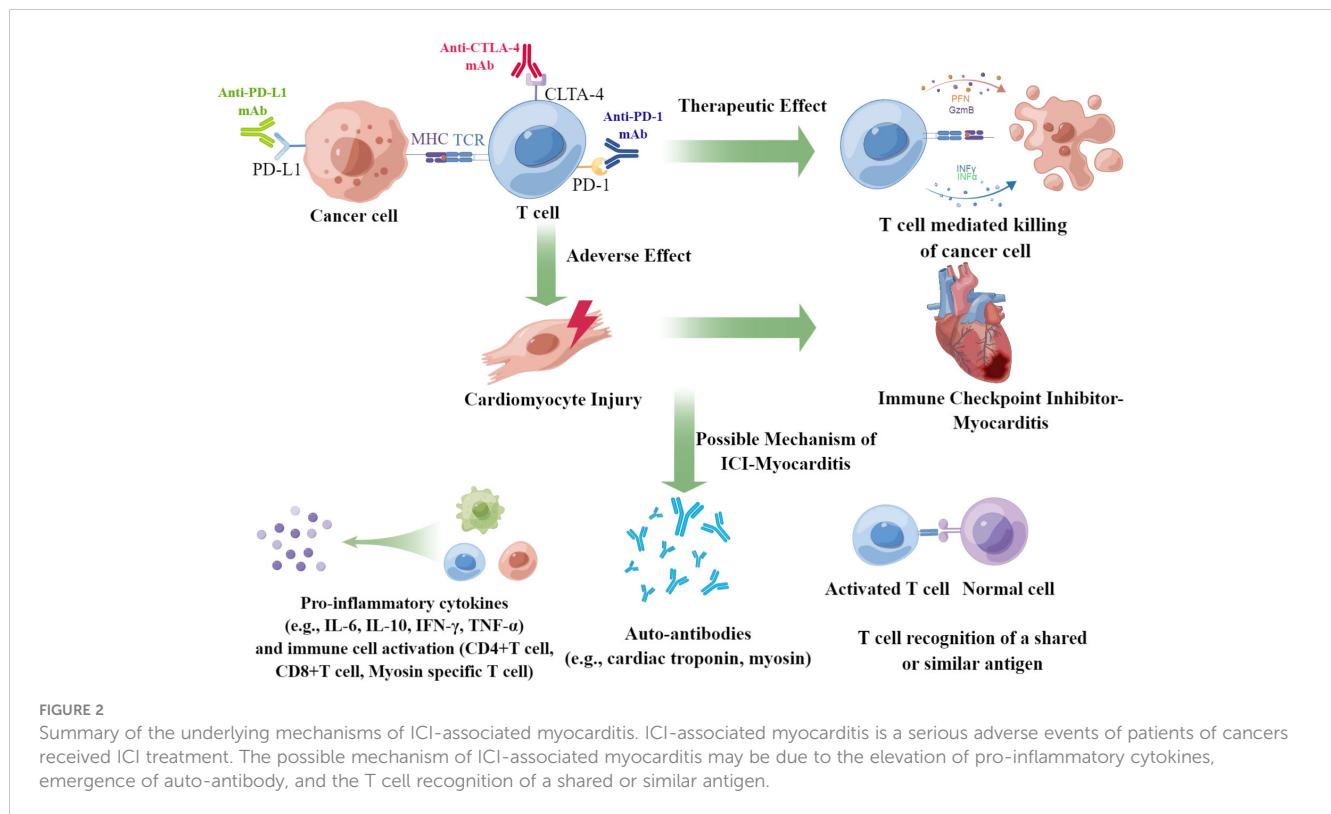 Anti-CTLA-4
mAb
Anti-PD-L1
mAb
CLTA-4
Anti-PD-1
mAb
MHC TCR
PD-L1
PD-1
Cancer cell
T cell
Therapeutic Effect
PFN
GzmB
INFγ
INFα
T cell mediated killing
of cancer cell
Adeverse Effect
Cardiomyocyte Injury
Immune Checkpoint Inhibitor-
Myocarditis
Possible Mechanism of
ICI-Myocarditis
Pro-inflammatory cytokines
(e.g., IL-6, IL-10, IFN-γ, TNF-α)
and immune cell activation (CD4+T cell,
CD8+T cell, Myosin specific T cell)
Auto-antibodies
(e.g., cardiac troponin, myosin)
Activated T cell Normal cell
T cell recognition of a shared
or similar antigen
FIGURE 2
Summary of the underlying mechanisms of ICI-associated myocarditis. ICI-associated myocarditis is a serious adverse events of patients of cancers
received ICI treatment. The possible mechanism of ICI-associated myocarditis may be due to the elevation of pro-inflammatory cytokines,
emergence of auto-antibody, and the T cell recognition of a shared or similar antigen.